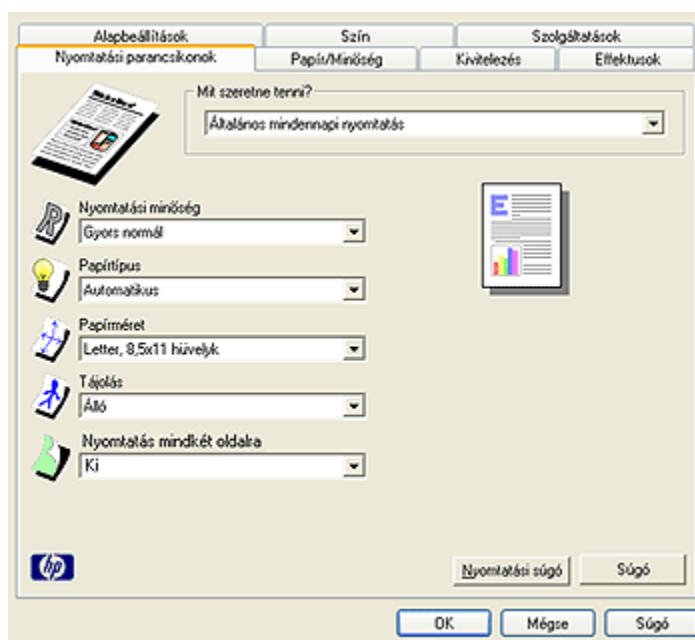 Alapbeállítások Szín Szolgáltatások
Nyomtatási parancsikonok Papír/Minőség Kivitelezés Effektusok
Mit szeretne tenni?
Általános mindennapi nyomtatás
Nyomtatási minőség
Gyors normál
Papírtípus
Automatikus
Papírméret
Letter, 8,5x11 hüvelyk
Tájolás
Álló
Nyomtatás mindkét oldalra
Ki
hp
Nyomtatási súgó Súgó
OK Mégse Súgó